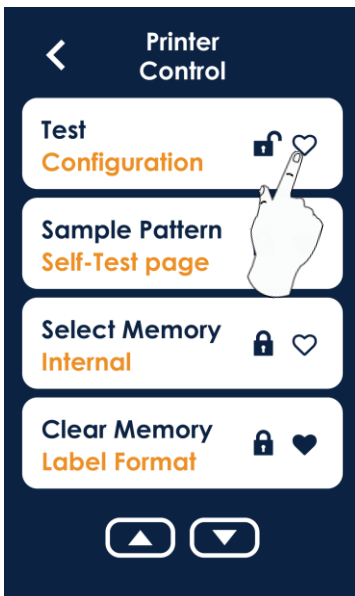 Printer
Control
Test
Configuration
Sample Pattern
Self-Test page
Select Memory
Internal
Clear Memory
Label Format